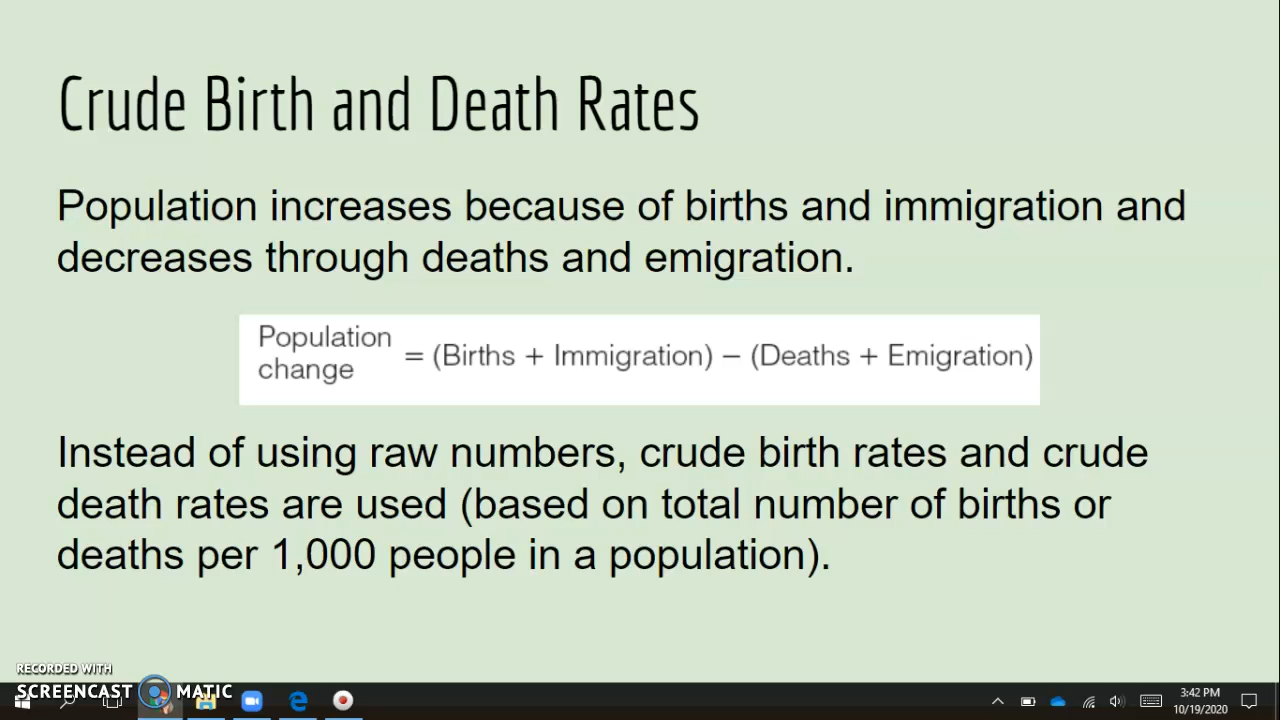 Crude Birth and Death Rates
Population increases because of births and immigration and
decreases through deaths and emigration.
Population
change = (Births + Immigration) − (Deaths + Emigration)
Instead of using raw numbers, crude birth rates and crude
death rates are used (based on total number of births or
deaths per 1,000 people in a population).
RECORDED WITH
SCREENCAST MATIC
3:42 PM
10/19/2020